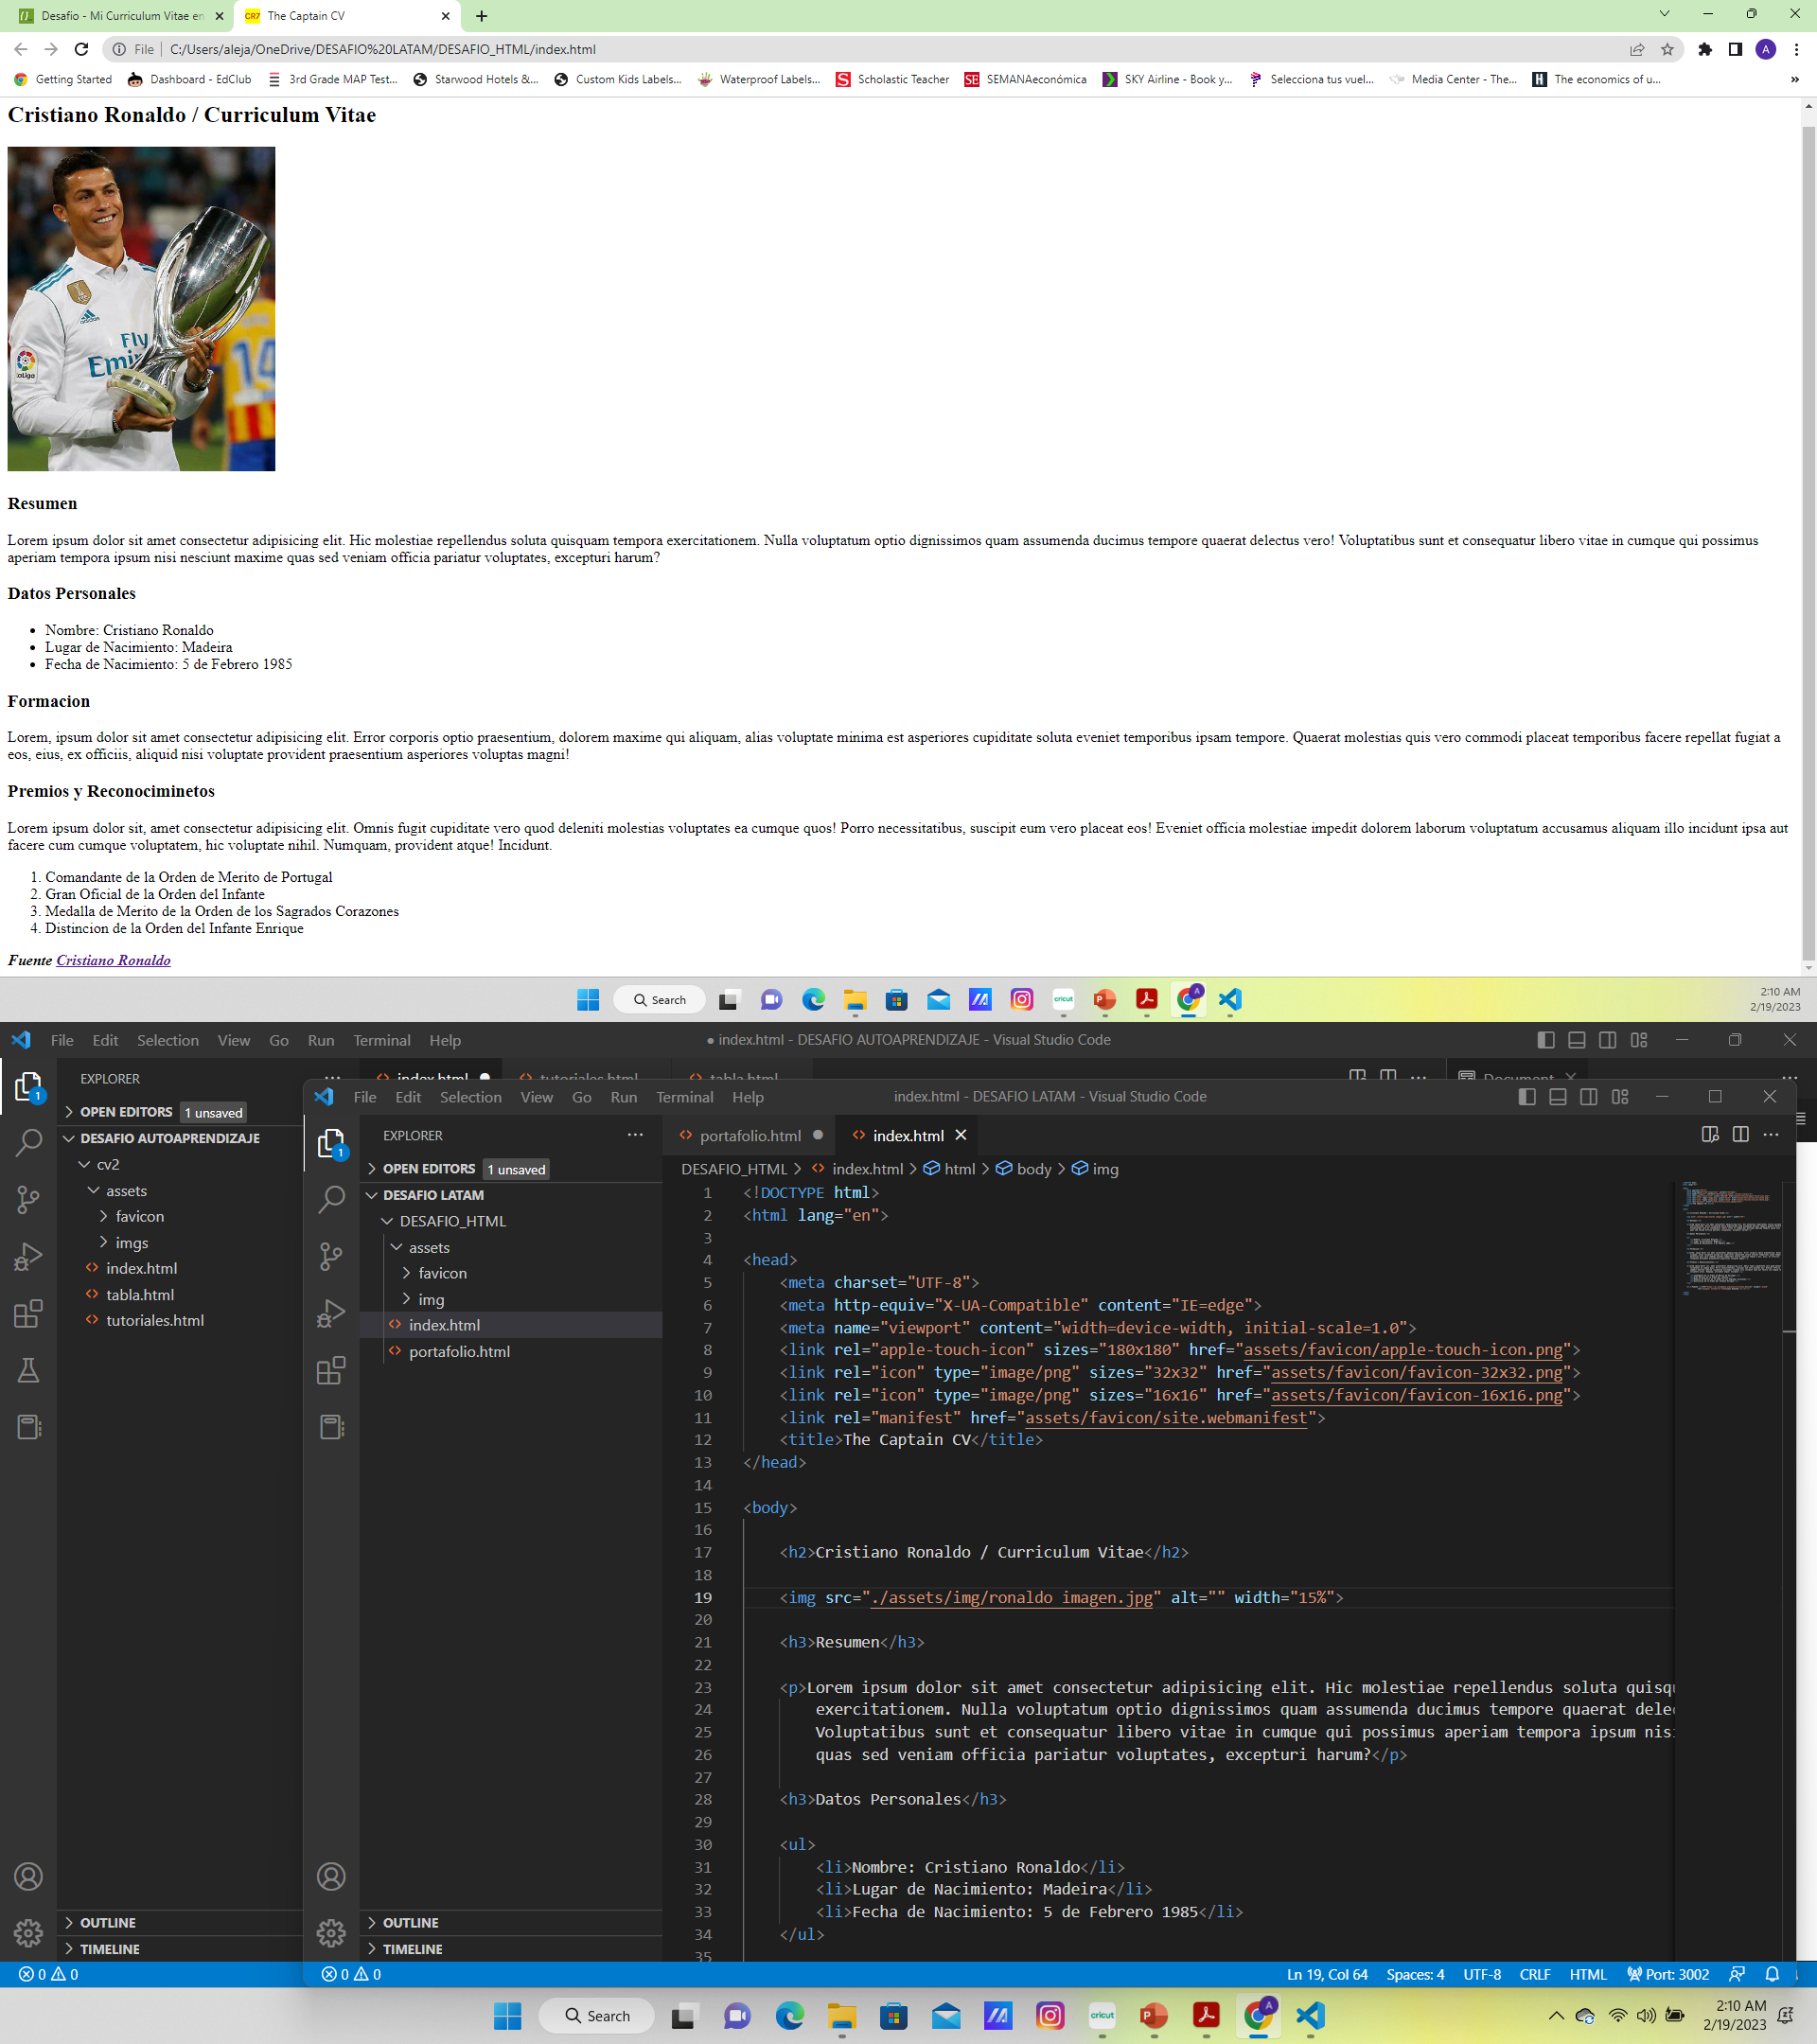 Desafio - Mi Curriculum Vitae en
CR7 The Captain CV
File C:/Users/aleja/OneDrive/DESAFIO%20LATAM/DESAFIO_HTML/index.html
A
Getting Started Dashboard - EdClub 3rd Grade MAP Test... Starwood Hotels &... Custom Kids Labels... Waterproof Labels... S Scholastic Teacher SE SEMANAeconómica SKY Airline - Book y... Selecciona tus vuel... Media Center - The... H The economics of u... »
Cristiano Ronaldo / Curriculum Vitae
adidas
Fly
Emir
LaLiga
14
Resumen
Lorem ipsum dolor sit amet consectetur adipisicing elit. Hic molestiae repellendus soluta quisquam tempora exercitationem. Nulla voluptatum optio dignissimos quam assumenda ducimus tempore quaerat delectus vero! Voluptatibus sunt et consequatur libero vitae in cumque qui possimus
aperiam tempora ipsum nisi nesciunt maxime quas sed veniam officia pariatur voluptates, excepturi harum?
Datos Personales
• Nombre: Cristiano Ronaldo
• Lugar de Nacimiento: Madeira
• Fecha de Nacimiento: 5 de Febrero 1985
Formacion
Lorem, ipsum dolor sit amet consectetur adipisicing elit. Error corporis optio praesentium, dolorem maxime qui aliquam, alias voluptate minima est asperiores cupiditate soluta eveniet temporibus ipsam tempore. Quaerat molestias quis vero commodi placeat temporibus facere repellat fugiat a
eos, eius, ex officiis, aliquid nisi voluptate provident praesentium asperiores voluptas magni!
Premios y Reconociminetos
Lorem ipsum dolor sit, amet consectetur adipisicing elit. Omnis fugit cupiditate vero quod deleniti molestias voluptates ea cumque quos! Porro necessitatibus, suscipit eum vero placeat eos! Eveniet officia molestiae impedit dolorem laborum voluptatum accusamus aliquam illo incidunt ipsa aut
facere cum cumque voluptatem, hic voluptate nihil. Numquam, provident atque! Incidunt.
1. Comandante de la Orden de Merito de Portugal
2. Gran Oficial de la Orden del Infante
3. Medalla de Merito de la Orden de los Sagrados Corazones
4. Distincion de la Orden del Infante Enrique
Fuente Cristiano Ronaldo
Search cricut P A
2:10 AM
2/19/2023
File Edit Selection View Go Run Terminal Help
● index.html - DESAFIO AUTOAPRENDIZAJE - Visual Studio Code
EXPLORER
index.html tutoriales.html tabla.html Document
1
OPEN EDITORS 1 unsaved
DESAFIO AUTOAPRENDIZAJE
cv2
assets
favicon
imgs
index.html
tabla.html
tutoriales.html
OUTLINE
TIMELINE
0 0
File Edit Selection View Go Run Terminal Help
index.html - DESAFIO LATAM - Visual Studio Code
EXPLORER
1
OPEN EDITORS 1 unsaved
DESAFIO LATAM
DESAFIO_HTML
assets
favicon
img
index.html
portafolio.html
OUTLINE
TIMELINE
portafolio.html index.html
DESAFIO_HTML > index.html > html > body > img
1 <!DOCTYPE html>
2 <html lang="en">
3
4 <head>
5 <meta charset="UTF-8">
6 <meta http-equiv="X-UA-Compatible" content="IE=edge">
7 <meta name="viewport" content="width=device-width, initial-scale=1.0">
8 <link rel="apple-touch-icon" sizes="180x180" href="assets/favicon/apple-touch-icon.png">
9 <link rel="icon" type="image/png" sizes="32x32" href="assets/favicon/favicon-32x32.png">
10 <link rel="icon" type="image/png" sizes="16x16" href="assets/favicon/favicon-16x16.png">
11 <link rel="manifest" href="assets/favicon/site.webmanifest">
12 <title>The Captain CV</title>
13 </head>
14
15 <body>
16
17 <h2>Cristiano Ronaldo / Curriculum Vitae</h2>
18
19 <img src="./assets/img/ronaldo imagen.jpg" alt="" width="15%">
20
21 <h3>Resumen</h3>
22
23 <p>Lorem ipsum dolor sit amet consectetur adipisicing elit. Hic molestiae repellendus soluta quisqu
24 exercitationem. Nulla voluptatum optio dignissimos quam assumenda ducimus tempore quaerat dele
25 Voluptatibus sunt et consequatur libero vitae in cumque qui possimus aperiam tempora ipsum nisi
26 quas sed veniam officia pariatur voluptates, excepturi harum?</p>
27
28 <h3>Datos Personales</h3>
29
30 <ul>
31 <li>Nombre: Cristiano Ronaldo</li>
32 <li>Lugar de Nacimiento: Madeira</li>
33 <li>Fecha de Nacimiento: 5 de Febrero 1985</li>
34 </ul>
35
0 0 Ln 19, Col 64 Spaces: 4 UTF-8 CRLF HTML Port: 3002
Search cricut P A
2:10 AM
2/19/2023